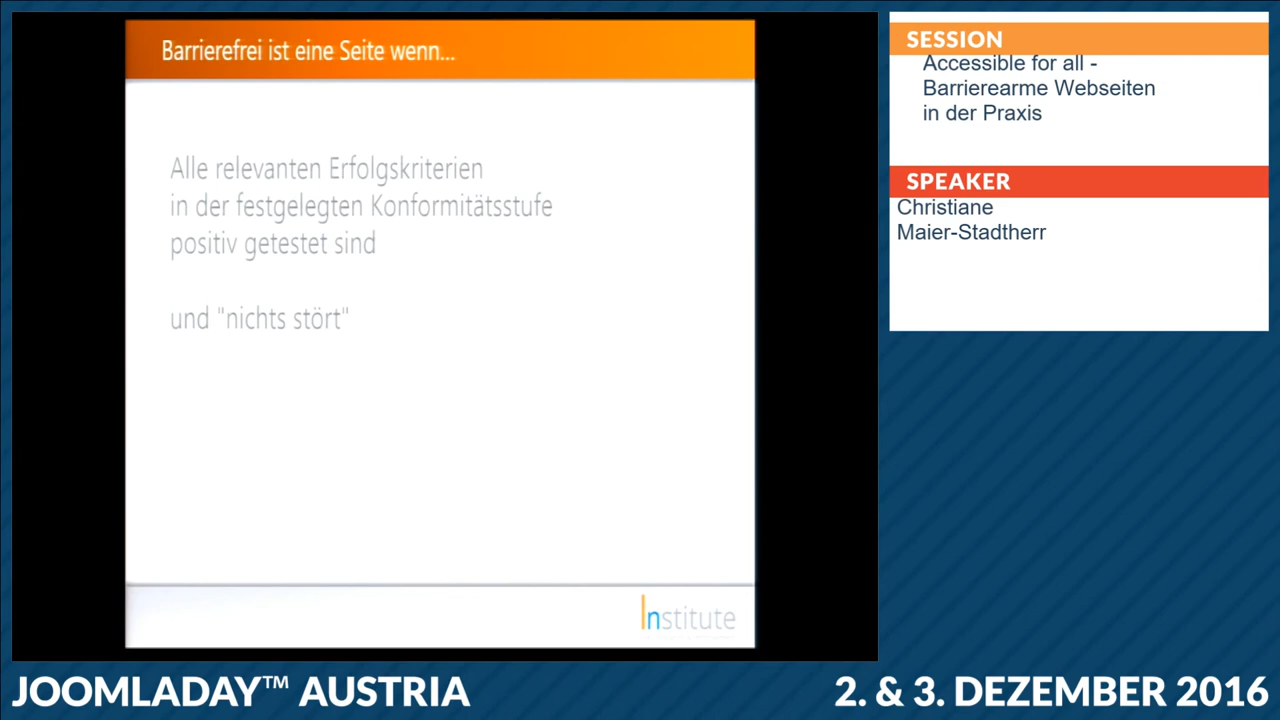 Barrierefrei ist eine Seite wenn...
Alle relevanten Erfolgskriterien
in der festgelegten Konformitätsstufe
positiv getestet sind
und "nichts stört"
Institute
SESSION
Accessible for all -
Barrierearme Webseiten
in der Praxis
SPEAKER
Christiane
Maier-Stadtherr
JOOMLADAY™ AUSTRIA
2. & 3. DEZEMBER 2016